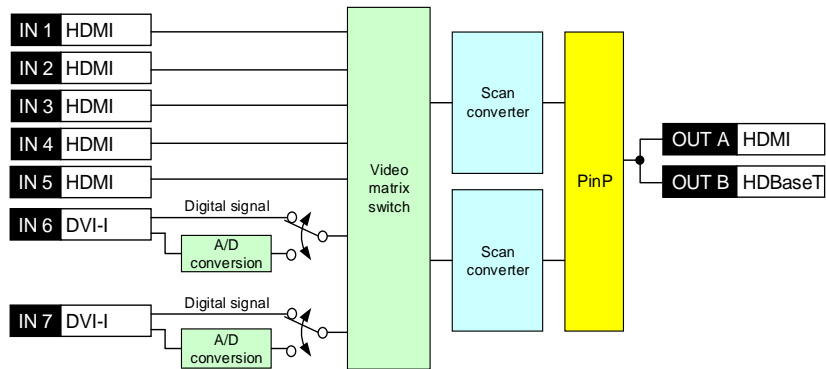 IN 1 HDMI
IN 2 HDMI
IN 3 HDMI
IN 4 HDMI
IN 5 HDMI
IN 6 DVI-I
Digital signal
A/D
conversion
IN 7 DVI-I
Digital signal
A/D
conversion
Video
matrix
switch
Scan
converter
Scan
converter
PinP
OUT A HDMI
OUT B HDBaseT